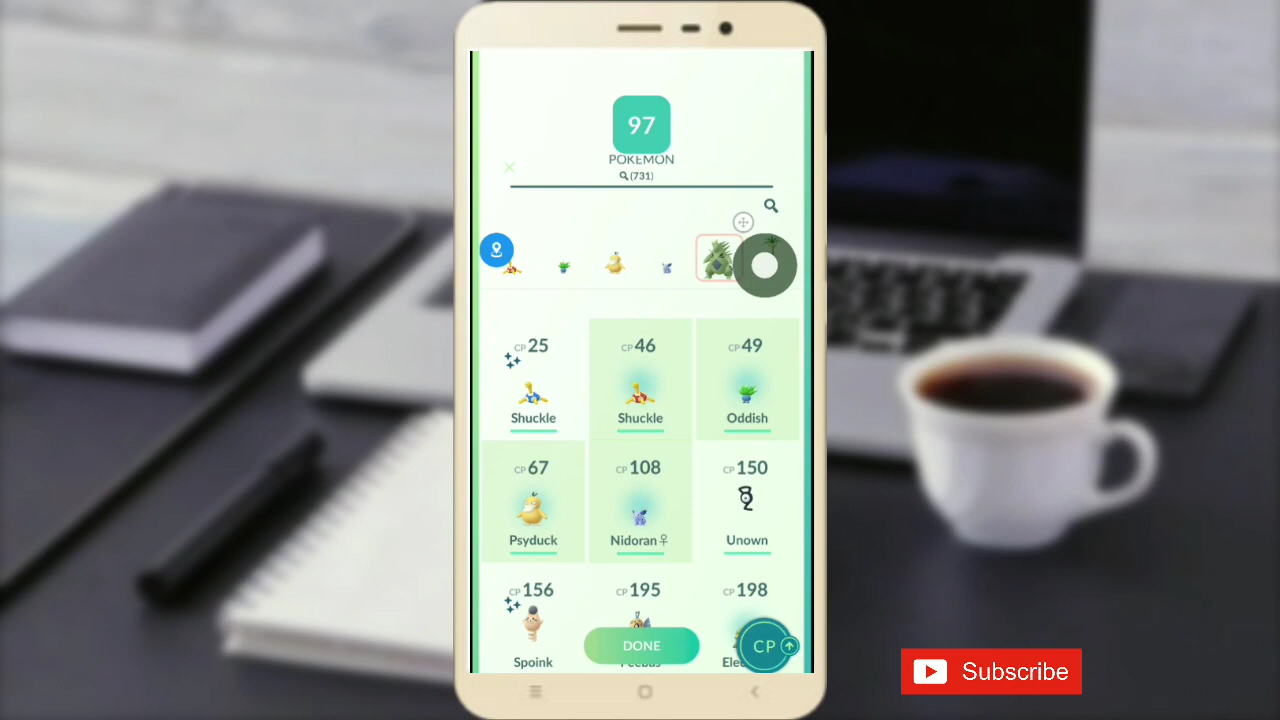 97
POKÉMON
(731)
CP 25
CP 46
CP 49
Shuckle
Shuckle
Oddish
CP 67
CP 108
CP 150
Psyduck
Nidoran♀
Unown
CP 156
CP 195
CP 198
DONE
CP
Spoink
Subscribe